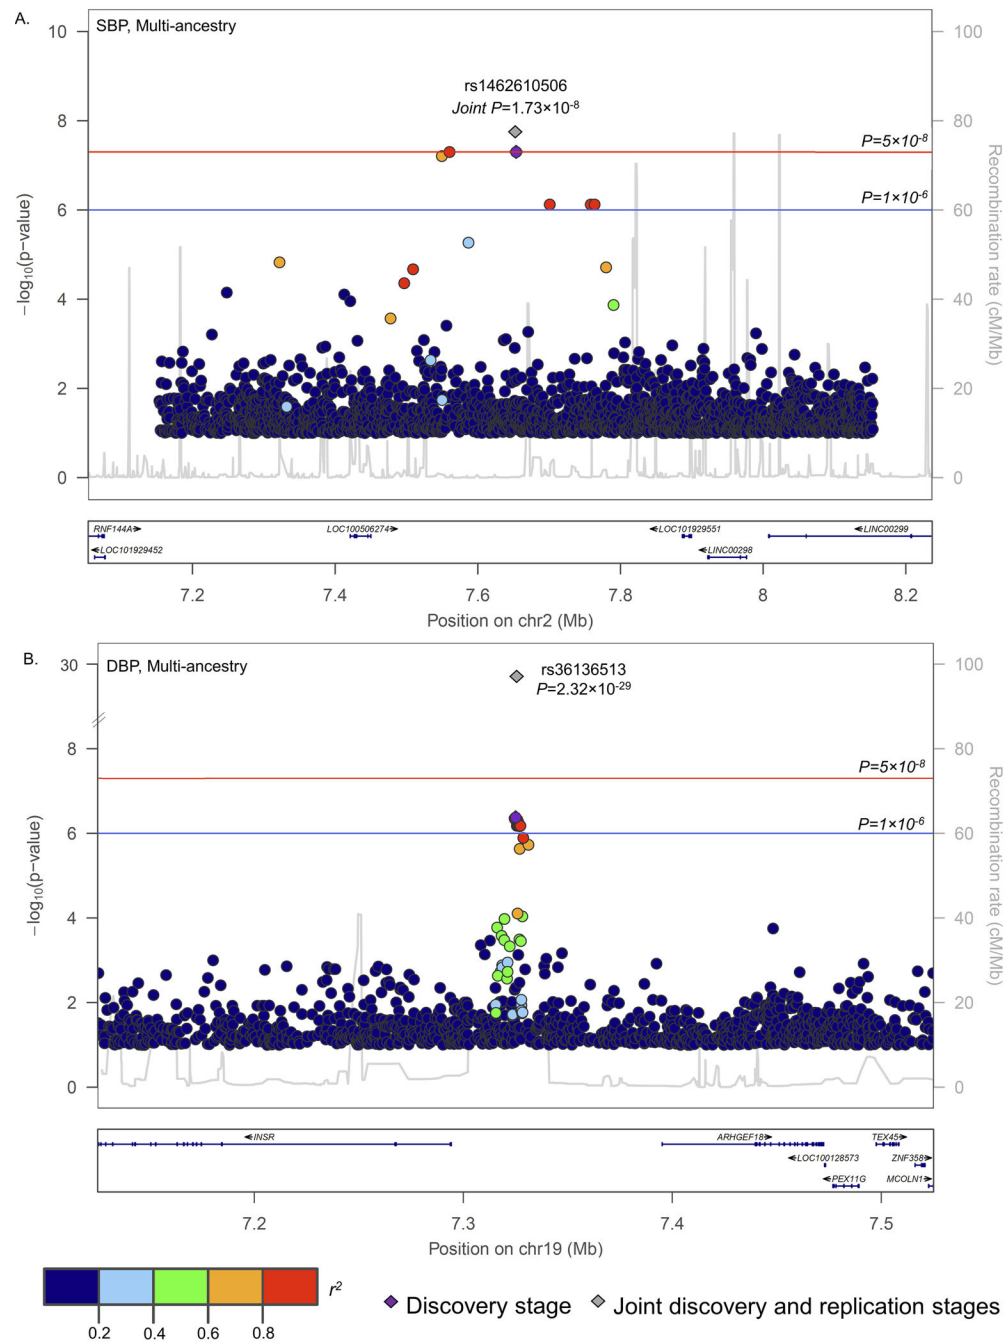 A.
SBP, Multi-ancestry
rs1462610506
Joint P=1.73×10-8
P=5×10-8
P=1×10-6
10
8
6
4
2
0
−log10(p−value)
100
80
60
40
20
0
Recombination rate (cM/Mb)
RNF144A
LOC100506274
LOC101929551
LINC00299
LOC101929452
LINC00298
7.2 7.4 7.6 7.8 8 8.2
Position on chr2 (Mb)
B.
DBP, Multi-ancestry
rs36136513
P=2.32×10-29
P=5×10-8
P=1×10-6
30
8
6
4
2
0
−log10(p−value)
100
80
60
40
20
0
Recombination rate (cM/Mb)
INSR
ARHGEF18
TEX45
LOC100128573
ZNF358
PEX11G
MCOLN1
7.2 7.3 7.4 7.5
Position on chr19 (Mb)
r2
0.2 0.4 0.6 0.8
Discovery stage
Joint discovery and replication stages